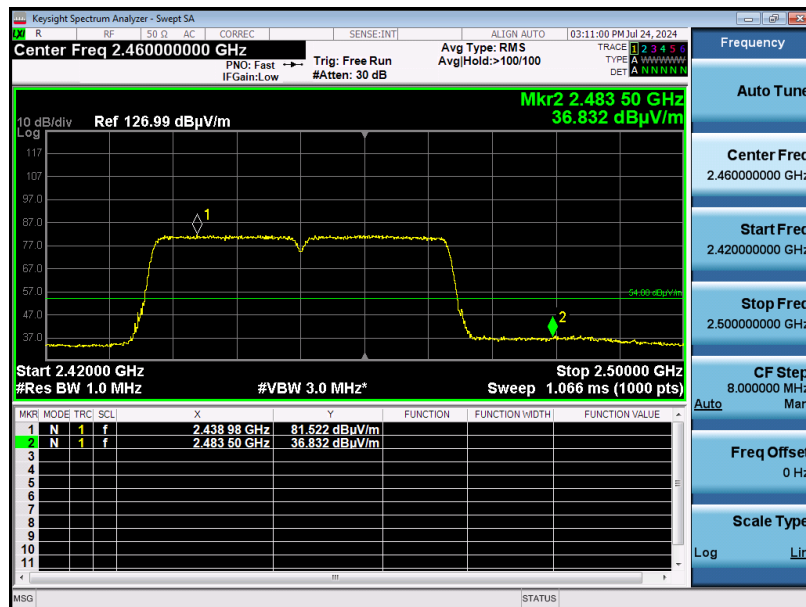 Keysight Spectrum Analyzer - Swept SA
LXI R RF 50 Ω AC CORREC SENSE:INT ALIGN AUTO 03:11:00 PM Jul 24, 2024
Center Freq 2.460000000 GHz
PNO: Fast
IFGain:Low
Trig: Free Run
#Atten: 30 dB
Avg Type: RMS
Avg|Hold:>100/100
TRACE 1 2 3 4 5 6
TYPE A W W W W W
DET A N N N N N
Mkr2 2.483 50 GHz
36.832 dBµV/m
10 dB/div Ref 126.99 dBµV/m
Log
117
107
97.0
87.0
77.0
67.0
57.0
47.0
37.0
1
54.00 dBµV/m
2
Start 2.42000 GHz Stop 2.50000 GHz
#Res BW 1.0 MHz #VBW 3.0 MHz* Sweep 1.066 ms (1000 pts)
MKR MODE TRC SCL X Y FUNCTION FUNCTION WIDTH FUNCTION VALUE
1 N 1 f 2.438 98 GHz 81.522 dBµV/m
2 N 1 f 2.483 50 GHz 36.832 dBµV/m
3
4
5
6
7
8
9
10
11
MSG STATUS
Frequency
Auto Tune
Center Freq
2.460000000 GHz
Start Freq
2.420000000 GHz
Stop Freq
2.500000000 GHz
CF Step
8.000000 MHz
Auto Man
Freq Offset
0 Hz
Scale Type
Log Lin